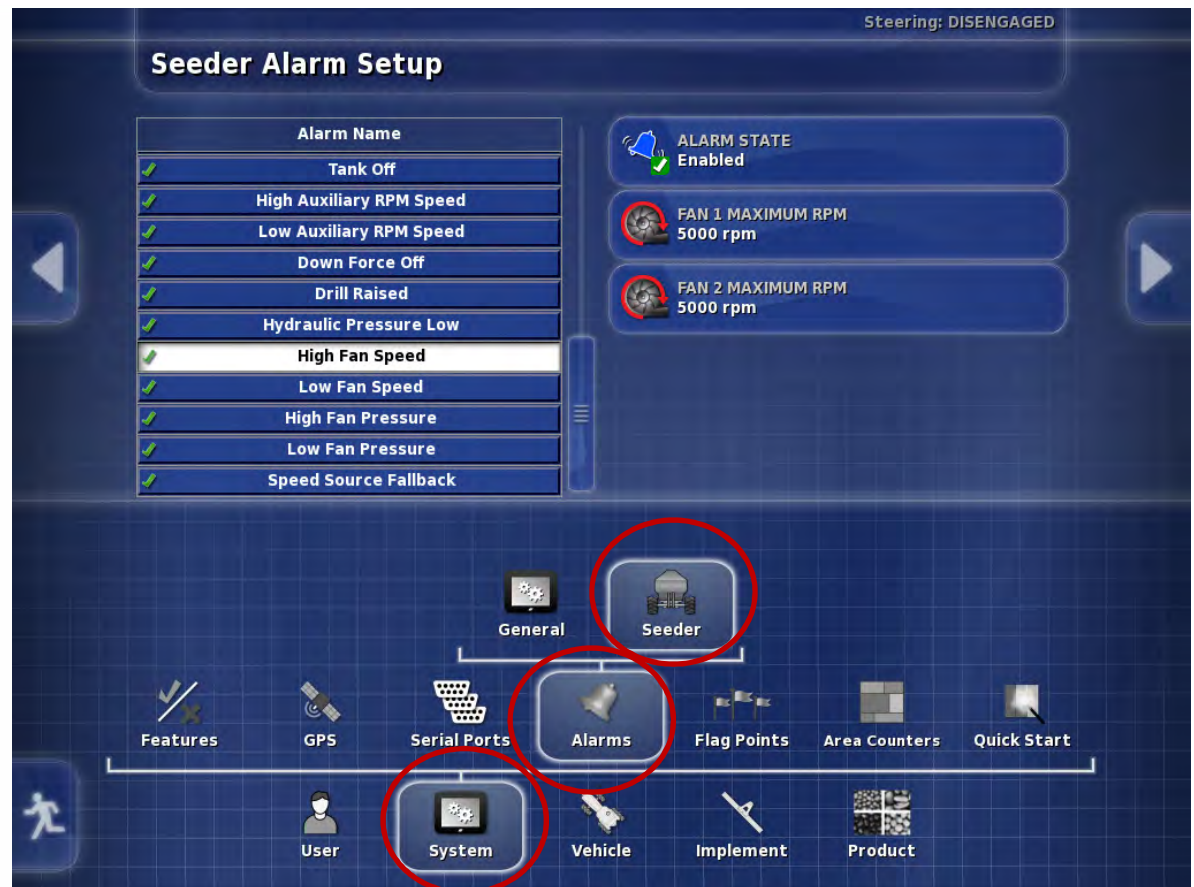 Steering: DISENGAGED
Seeder Alarm Setup
Alarm Name
Tank Off
High Auxiliary RPM Speed
Low Auxiliary RPM Speed
Down Force Off
Drill Raised
Hydraulic Pressure Low
High Fan Speed
Low Fan Speed
High Fan Pressure
Low Fan Pressure
Speed Source Fallback
ALARM STATE
Enabled
FAN 1 MAXIMUM RPM
5000 rpm
FAN 2 MAXIMUM RPM
5000 rpm
General
Seeder
Features
GPS
Serial Ports
Alarms
Flag Points
Area Counters
Quick Start
User
System
Vehicle
Implement
Product